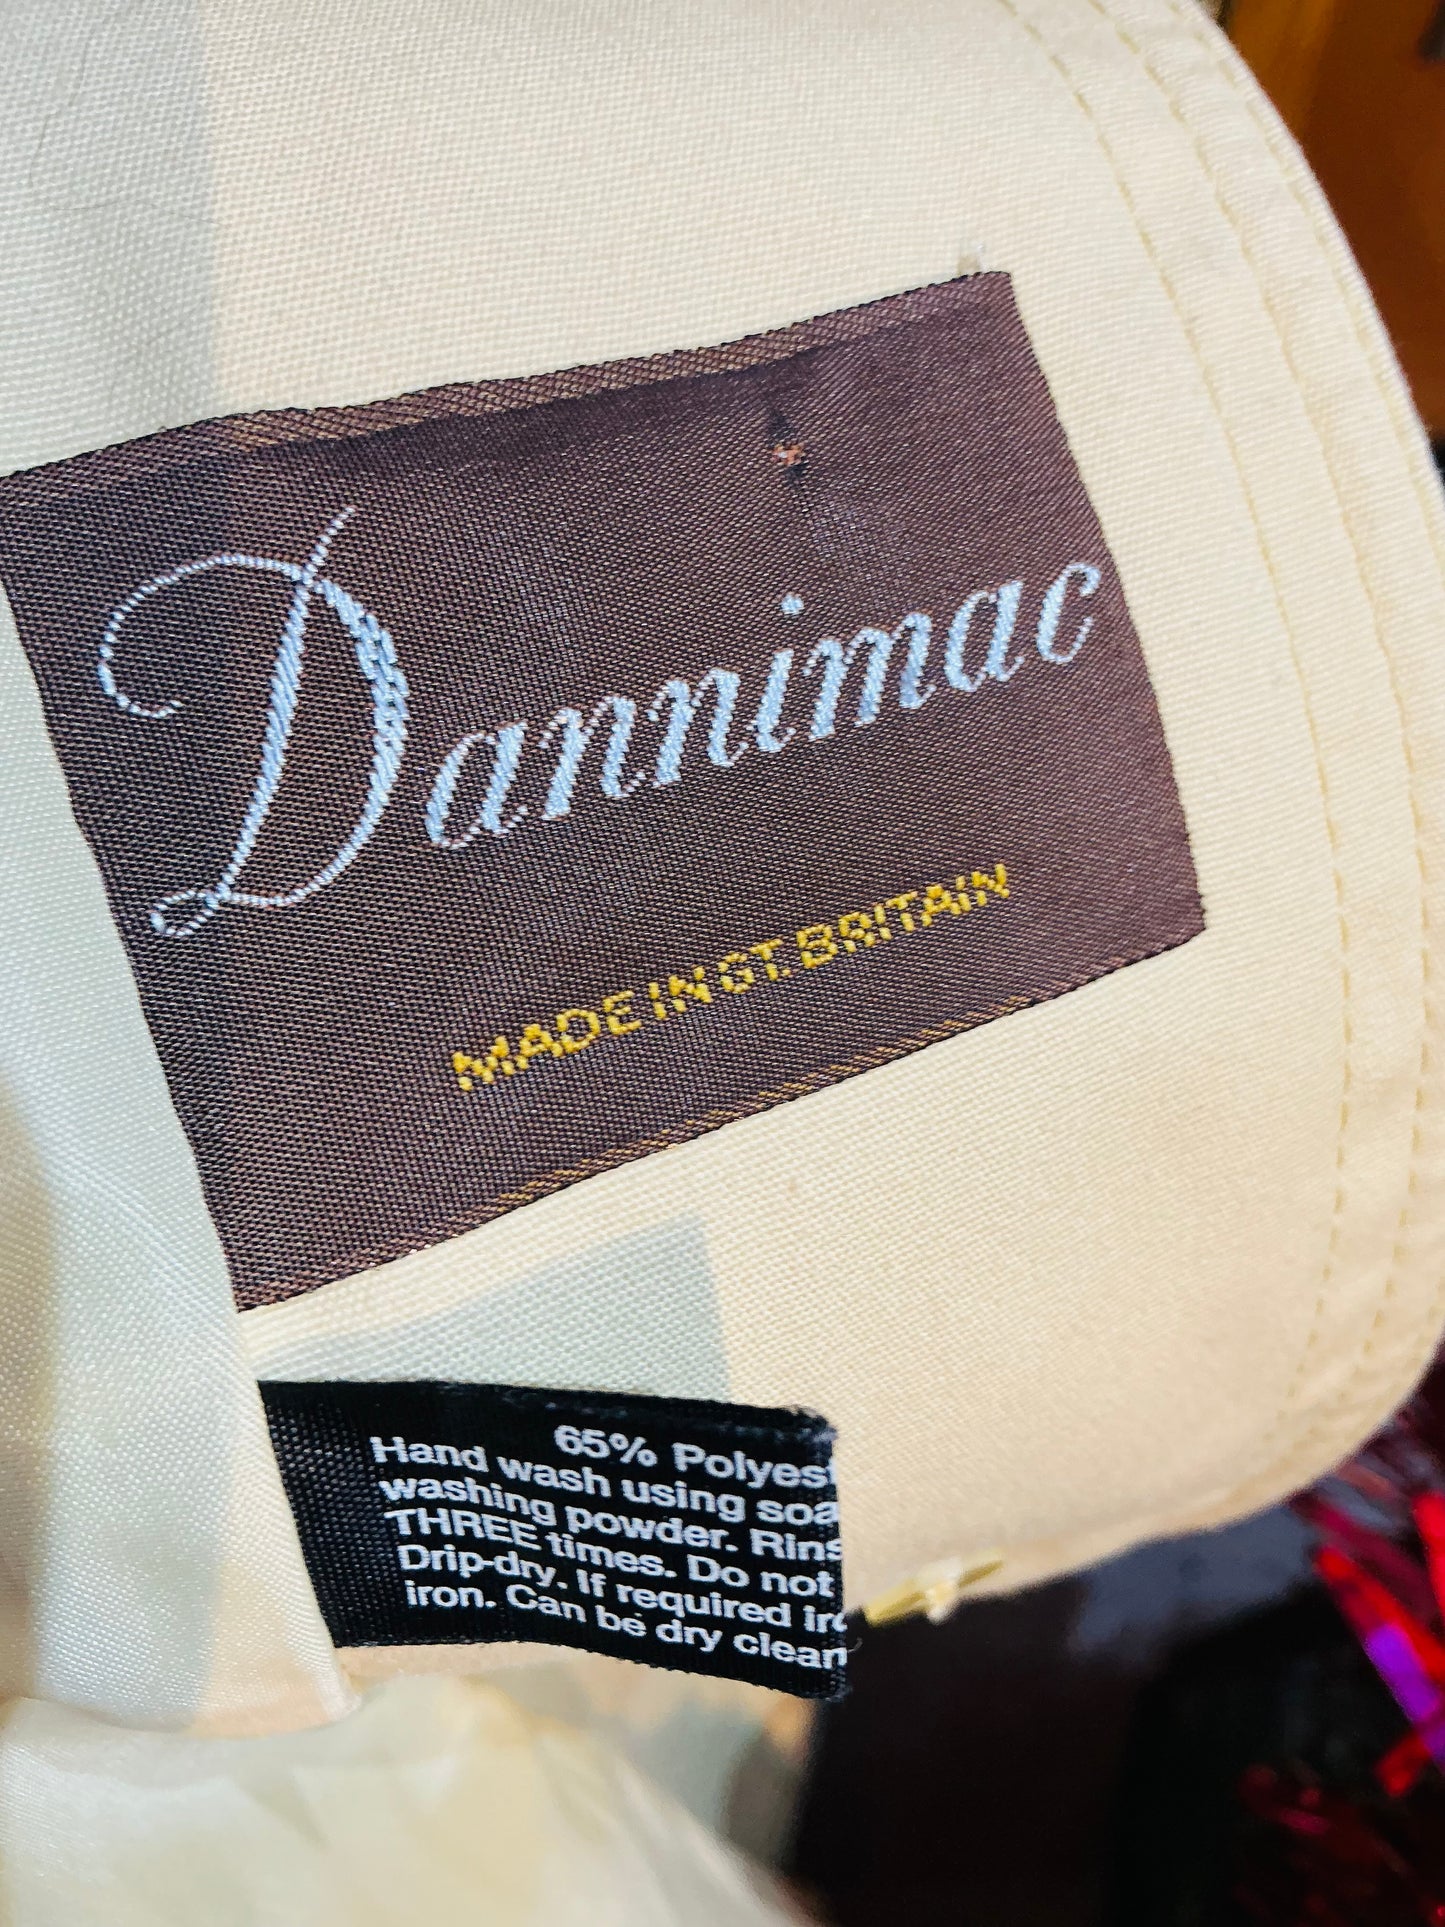 Dannimac
MADE IN GT. BRITAIN
65% Polyest
Hand wash using soa
washing powder. Rins
THREE times. Do not
Drip-dry. If required iro
iron. Can be dry clean